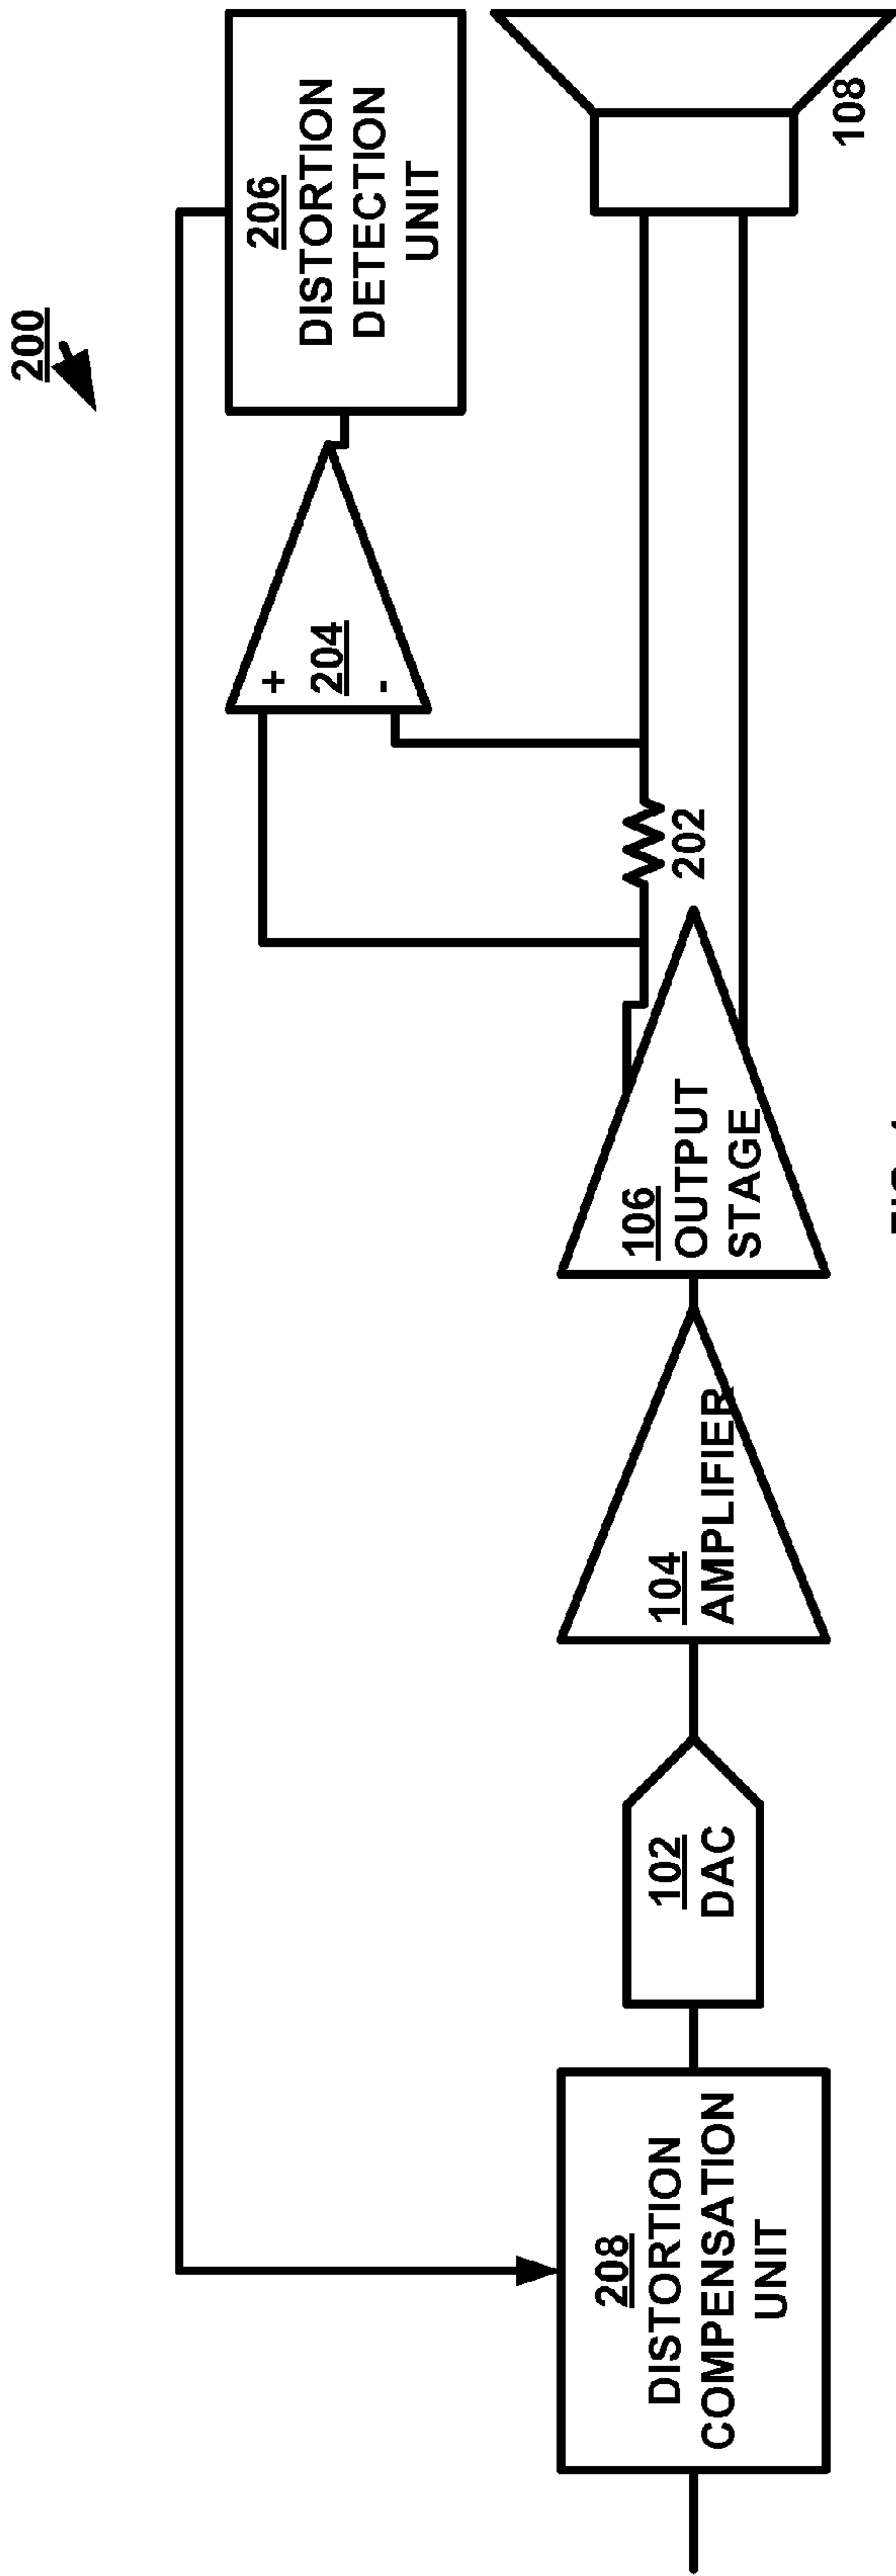 200
206
DISTORTION
DETECTION
UNIT
+
204
-
202
108
208
DISTORTION
COMPENSATION
UNIT
102
DAC
104
AMPLIFIER
106
OUTPUT
STAGE